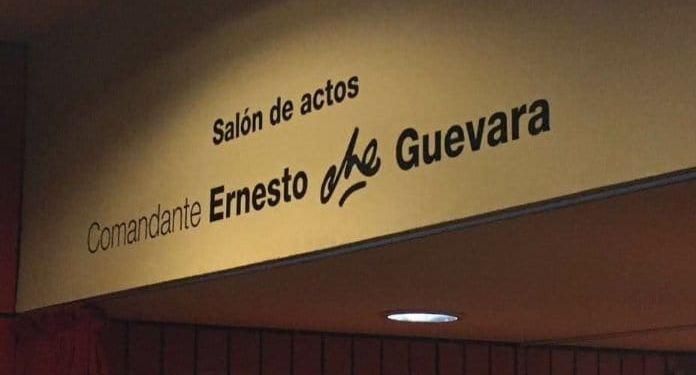 Salón de actos
Comandante Ernesto che Guevara